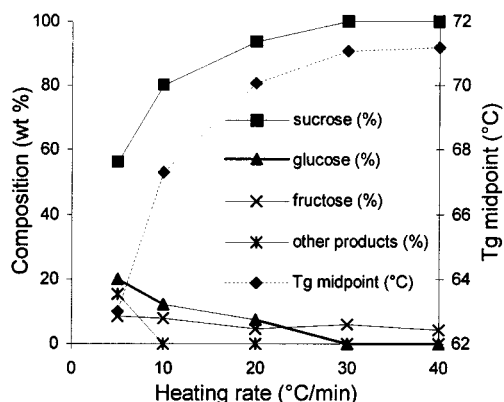 100
80
60
40
20
0
Composition (wt %)
72
70
68
66
64
62
Tg midpoint (°C)
sucrose (%)
glucose (%)
fructose (%)
other products (%)
Tg midpoint (°C)
0
10
20
30
40
Heating rate (°C/min)